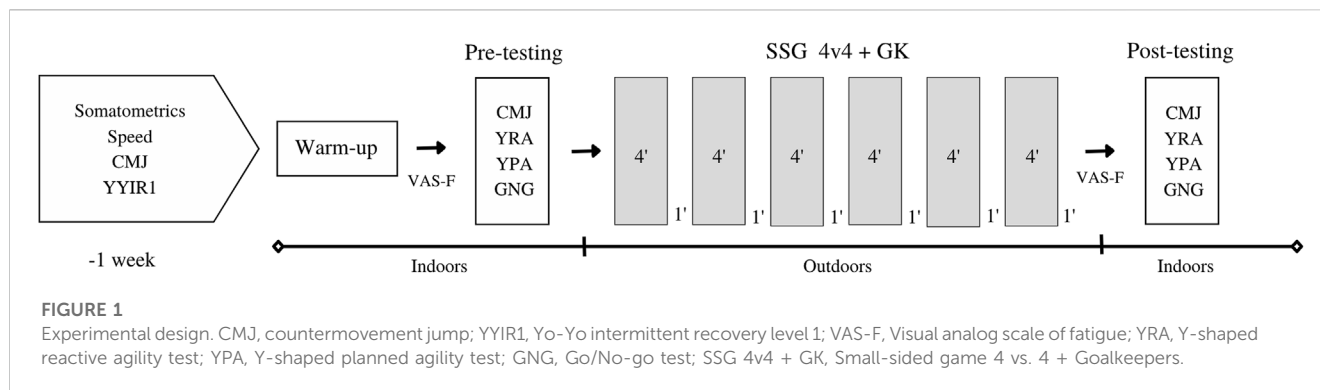 Pre-testing
SSG 4v4 + GK
Post-testing
Somatometrics
Speed
CMJ
YYIR1
-1 week
Warm-up
VAS-F
CMJ
YRA
YPA
GNG
4'
1'
4'
1'
4'
1'
4'
1'
4'
1'
4'
1'
VAS-F
CMJ
YRA
YPA
GNG
Indoors
Outdoors
Indoors
FIGURE 1
Experimental design. CMJ, countermovement jump; YYIR1, Yo-Yo intermittent recovery level 1; VAS-F, Visual analog scale of fatigue; YRA, Y-shaped
reactive agility test; YPA, Y-shaped planned agility test; GNG, Go/No-go test; SSG 4v4 + GK, Small-sided game 4 vs. 4 + Goalkeepers.